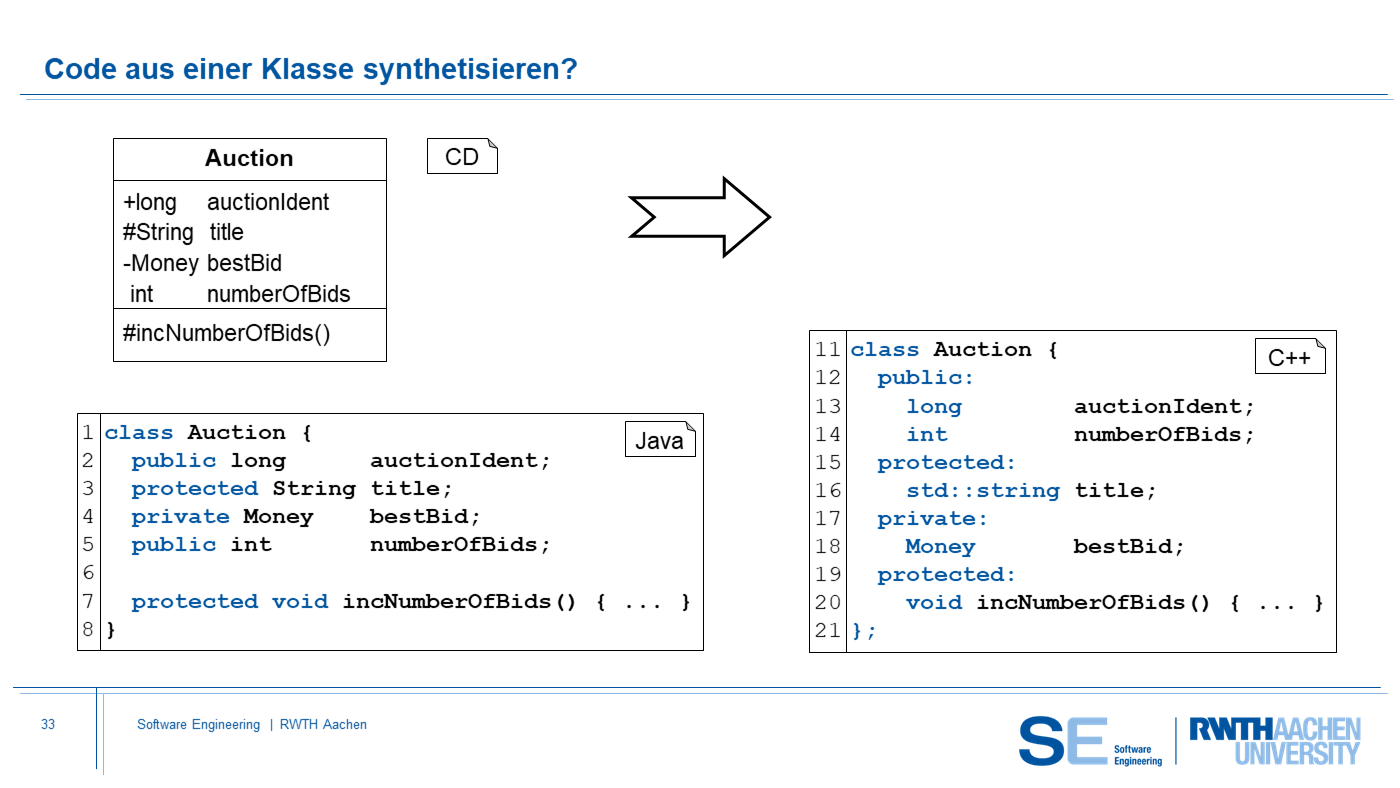 Code aus einer Klasse synthetisieren?
Auction
+long auctionIdent
#String title
-Money bestBid
int numberOfBids
#incNumberOfBids()
CD
1 class Auction {
2 public long auctionIdent;
3 protected String title;
4 private Money bestBid;
5 public int numberOfBids;
6
7 protected void incNumberOfBids() { ... }
8 }
Java
11 class Auction {
12 public:
13 long auctionIdent;
14 int numberOfBids;
15 protected:
16 std::string title;
17 private:
18 Money bestBid;
19 protected:
20 void incNumberOfBids() { ... }
21 };
C++
33
Software Engineering | RWTH Aachen
SE Software
Engineering
RWTHAACHEN
UNIVERSITY